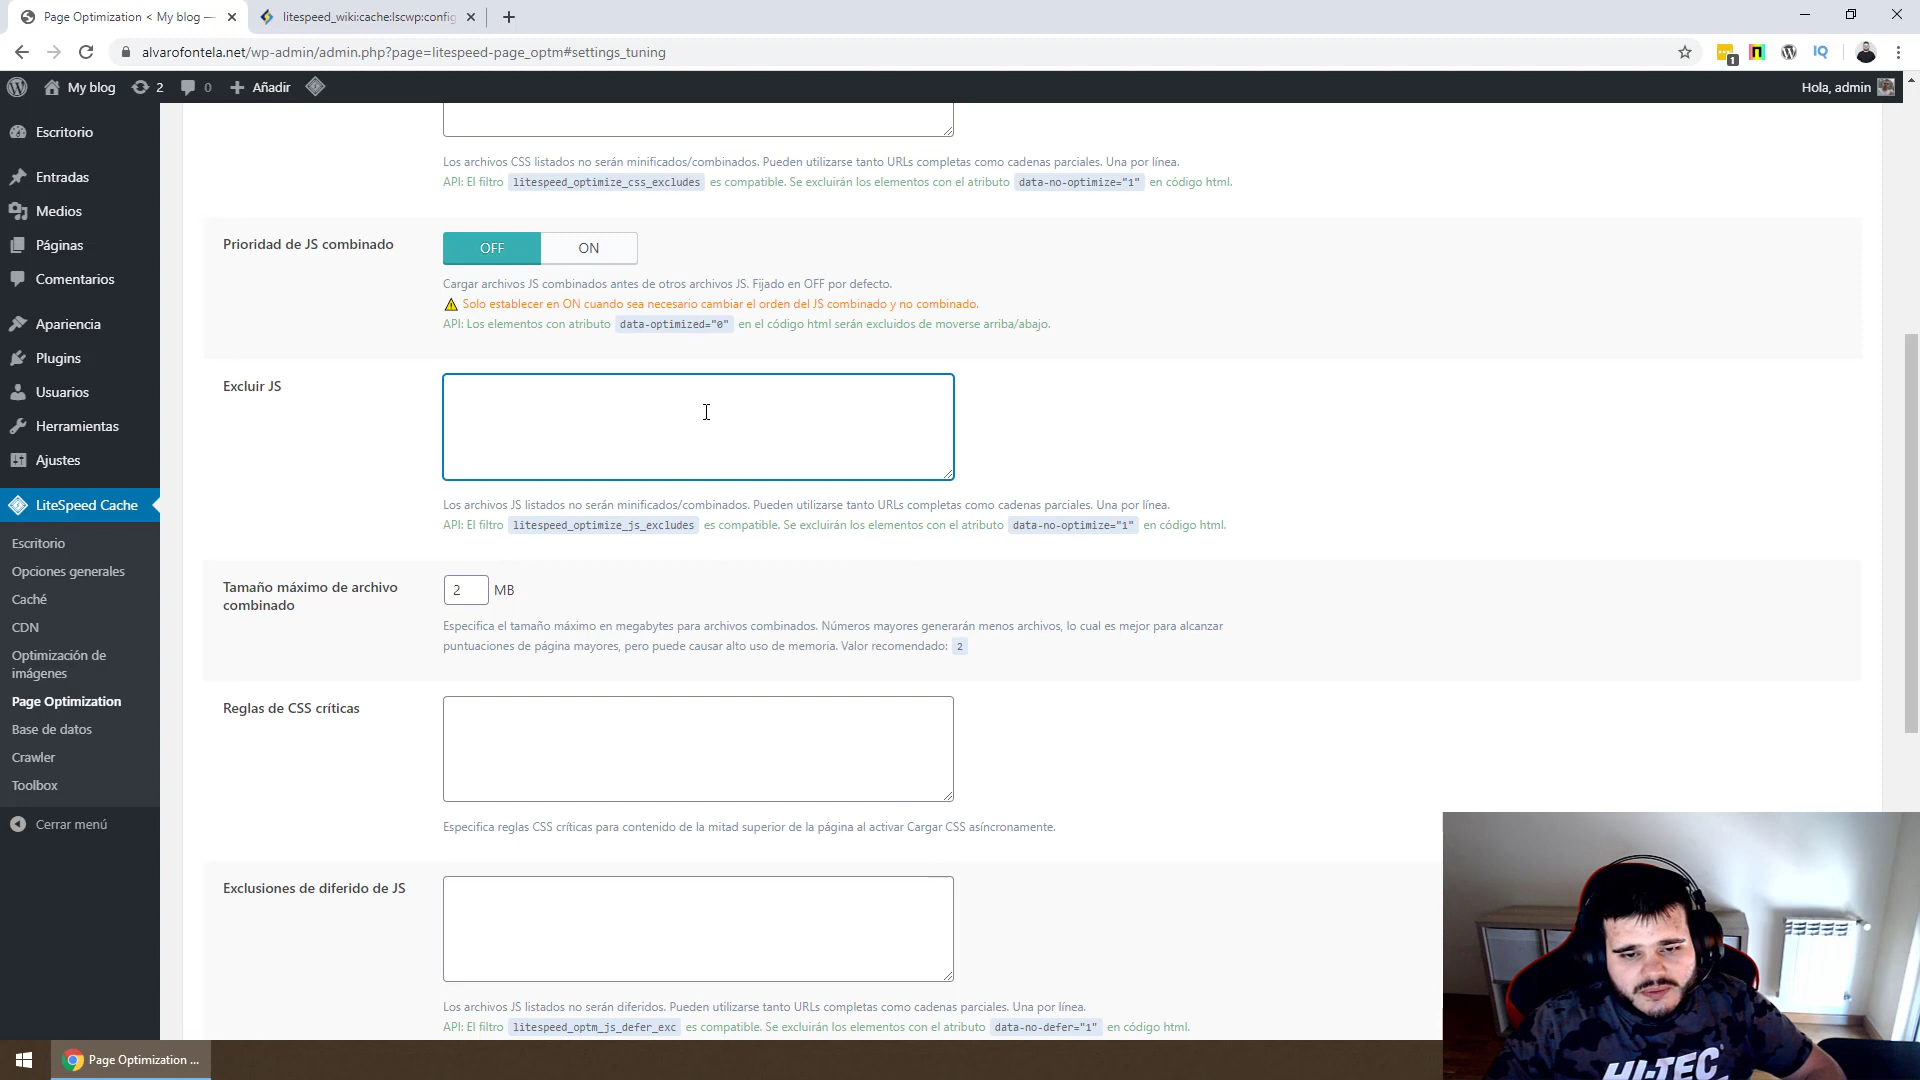 Page Optimization < My blog —
litespeed_wiki:cache:lscwp:config
alvarofontela.net/wp-admin/admin.php?page=litespeed-page_optm#settings_tuning
1
IQ
My blog 2 0 Añadir
Hola, admin
Escritorio
Entradas
Medios
Páginas
Comentarios
Apariencia
Plugins
Usuarios
Herramientas
Ajustes
LiteSpeed Cache
Escritorio
Opciones generales
Caché
CDN
Optimización de
imágenes
Page Optimization
Base de datos
Crawler
Toolbox
Cerrar menú
Los archivos CSS listados no serán minificados/combinados. Pueden utilizarse tanto URLs completas como cadenas parciales. Una por línea.
API: El filtro litespeed_optimize_css_excludes es compatible. Se excluirán los elementos con el atributo data-no-optimize="1" en código html.
Prioridad de JS combinado
OFF ON
Cargar archivos JS combinados antes de otros archivos JS. Fijado en OFF por defecto.
Solo establecer en ON cuando sea necesario cambiar el orden del JS combinado y no combinado.
API: Los elementos con atributo data-optimized="0" en el código html serán excluidos de moverse arriba/abajo.
Excluir JS
Los archivos JS listados no serán minificados/combinados. Pueden utilizarse tanto URLs completas como cadenas parciales. Una por línea.
API: El filtro litespeed_optimize_js_excludes es compatible. Se excluirán los elementos con el atributo data-no-optimize="1" en código html.
Tamaño máximo de archivo
combinado
2 MB
Especifica el tamaño máximo en megabytes para archivos combinados. Números mayores generarán menos archivos, lo cual es mejor para alcanzar
puntuaciones de página mayores, pero puede causar alto uso de memoria. Valor recomendado: 2
Reglas de CSS críticas
Especifica reglas CSS críticas para contenido de la mitad superior de la página al activar Cargar CSS asíncronamente.
Exclusiones de diferido de JS
Los archivos JS listados no serán diferidos. Pueden utilizarse tanto URLs completas como cadenas parciales. Una por línea.
API: El filtro litespeed_optm_js_defer_exc es compatible. Se excluirán los elementos con el atributo data-no-defer="1" en código html.
HI-TEC
Page Optimization ...